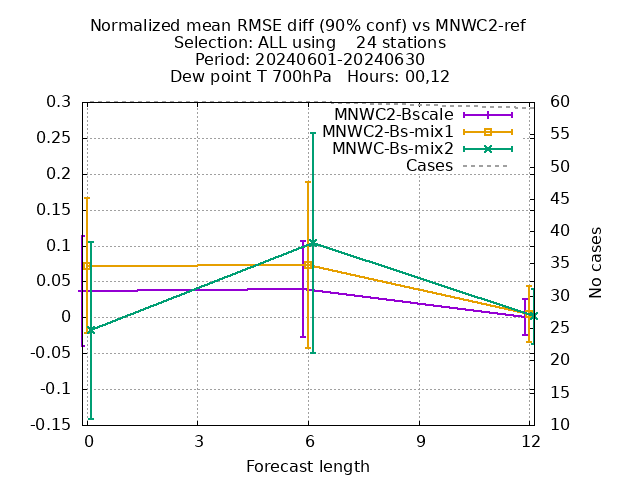 Normalized mean RMSE diff (90% conf) vs MNWC2-ref
Selection: ALL using    24 stations
Period: 20240601-20240630
Dew point T 700hPa   Hours: 00,12
MNWC2-Bscale
MNWC2-Bs-mix1
MNWC-Bs-mix2
Cases
0.3
0.25
0.2
0.15
0.1
0.05
0
-0.05
-0.1
-0.15
60
55
50
45
40
35
30
25
20
15
10
No cases
0 3 6 9 12
Forecast length